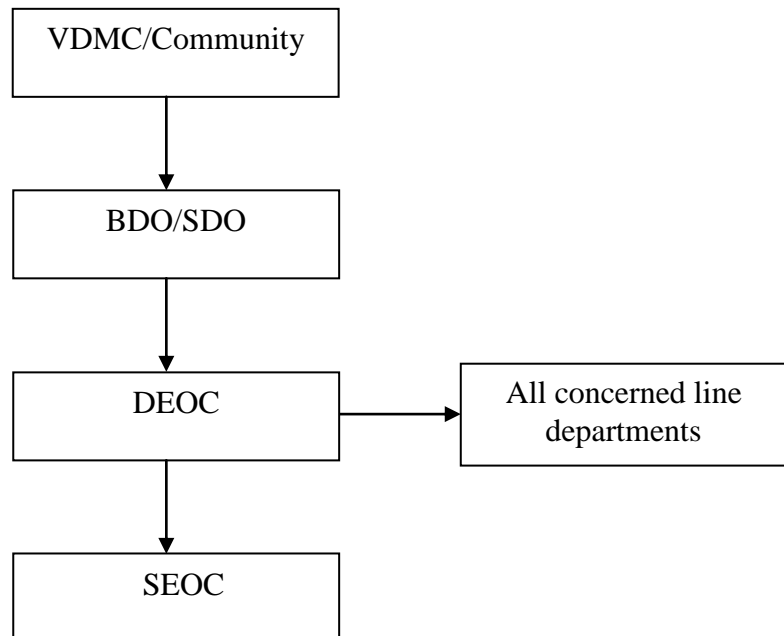 VDMC/Community
BDO/SDO
DEOC
All concerned line
departments
SEOC